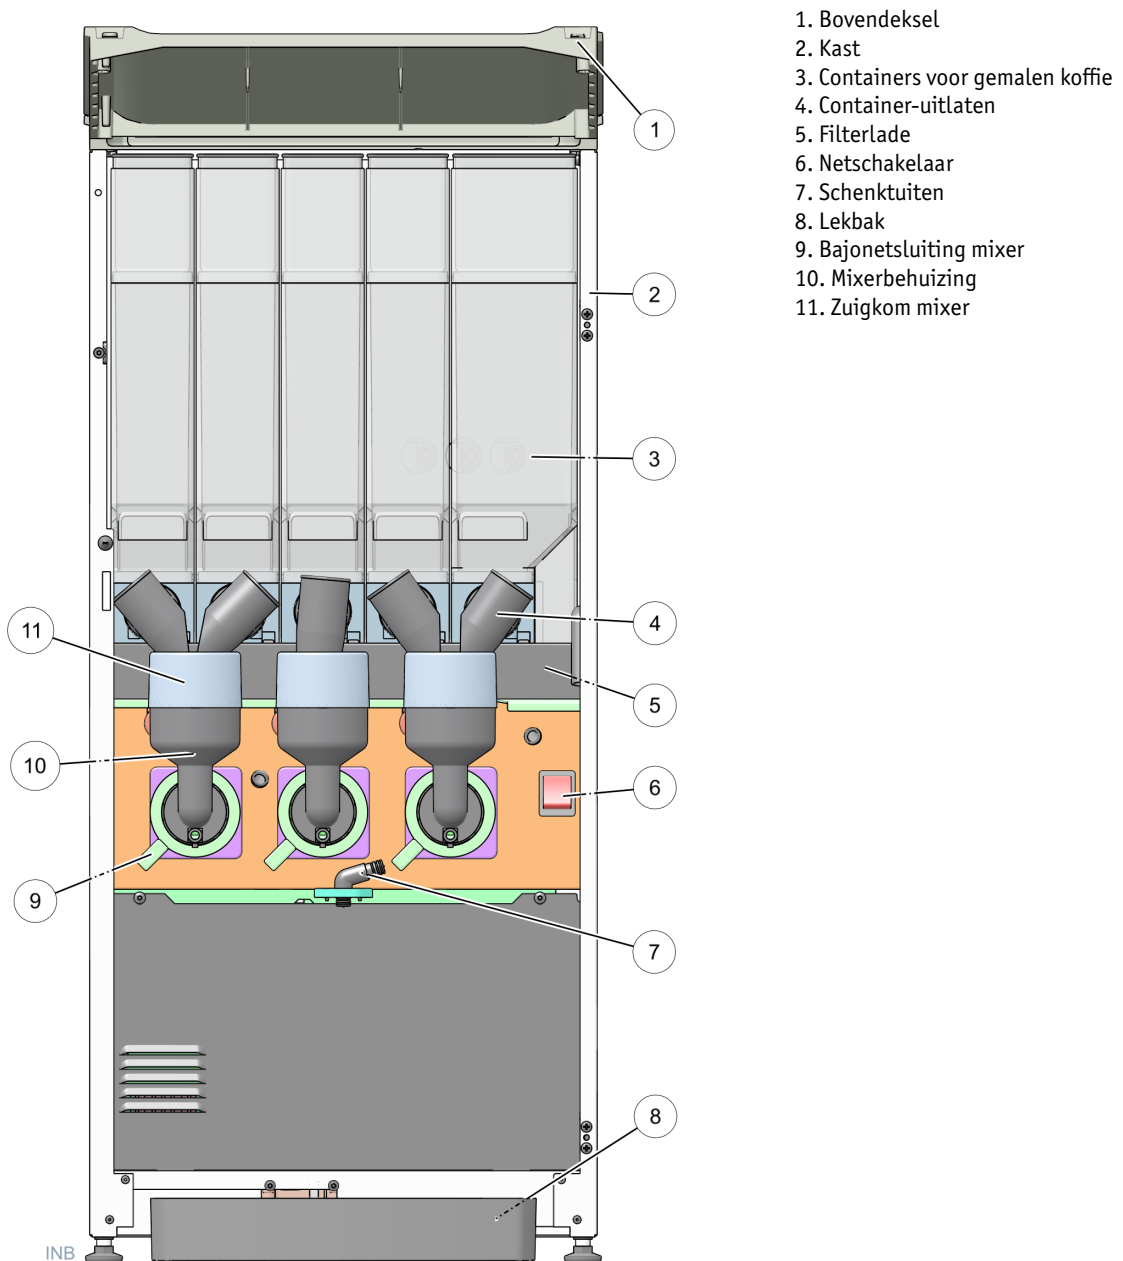 1. Bovendeksel
2. Kast
3. Containers voor gemalen koffie
4. Container-uitlaten
5. Filterlade
6. Netschakelaar
7. Schenktuiten
8. Lekbak
9. Bajonetsluiting mixer
10. Mixerbehuizing
11. Zuigkom mixer
1
2
3
4
11
5
10
6
9
7
8
INB